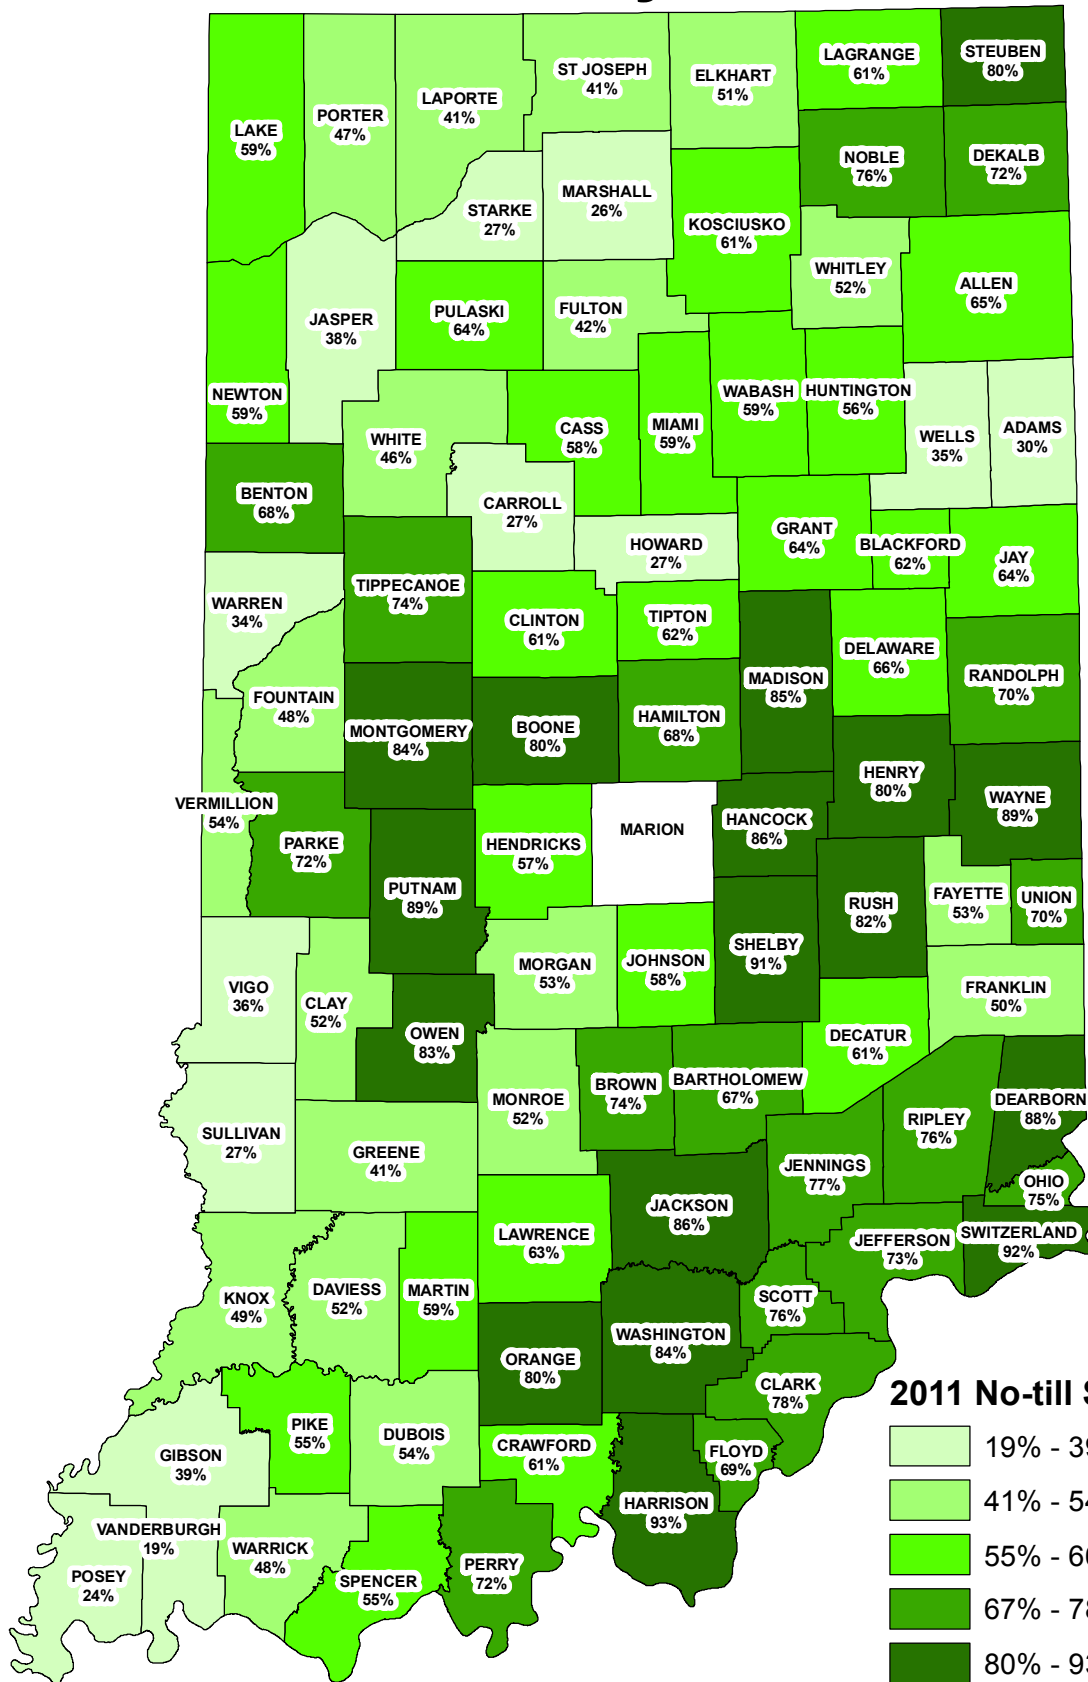 LAKE
59%
PORTER
47%
LAPORTE
41%
ST JOSEPH
41%
ELKHART
51%
LAGRANGE
61%
STEUBEN
80%
NOBLE
76%
DEKALB
72%
STARKE
27%
MARSHALL
26%
KOSCIUSKO
61%
WHITLEY
52%
ALLEN
65%
JASPER
38%
PULASKI
64%
FULTON
42%
NEWTON
59%
WHITE
46%
CASS
58%
MIAMI
59%
WABASH
59%
HUNTINGTON
56%
WELLS
35%
ADAMS
30%
BENTON
68%
CARROLL
27%
HOWARD
27%
GRANT
64%
BLACKFORD
62%
JAY
64%
WARREN
34%
TIPPECANOE
74%
CLINTON
61%
TIPTON
62%
MADISON
85%
DELAWARE
66%
RANDOLPH
70%
FOUNTAIN
48%
MONTGOMERY
84%
BOONE
80%
HAMILTON
68%
HENRY
80%
WAYNE
89%
VERMILLION
54%
PARKE
72%
PUTNAM
89%
HENDRICKS
57%
MARION
HANCOCK
86%
RUSH
82%
FAYETTE
53%
UNION
70%
VIGO
36%
CLAY
52%
OWEN
83%
MORGAN
53%
JOHNSON
58%
SHELBY
91%
DECATUR
61%
FRANKLIN
50%
SULLIVAN
27%
GREENE
41%
MONROE
52%
BROWN
74%
BARTHOLOMEW
67%
JENNINGS
77%
RIPLEY
76%
DEARBORN
88%
OHIO
75%
SWITZERLAND
92%
JEFFERSON
73%
KNOX
49%
DAVIESS
52%
MARTIN
59%
LAWRENCE
63%
JACKSON
86%
SCOTT
76%
ORANGE
80%
WASHINGTON
84%
CLARK
78%
GIBSON
39%
PIKE
55%
DUBOIS
54%
CRAWFORD
61%
FLOYD
69%
HARRISON
93%
POSEY
24%
VANDERBURGH
19%
WARRICK
48%
SPENCER
55%
PERRY
72%
2011 No-till
19% - 39
41% - 54
55% - 66
67% - 78
80% - 93